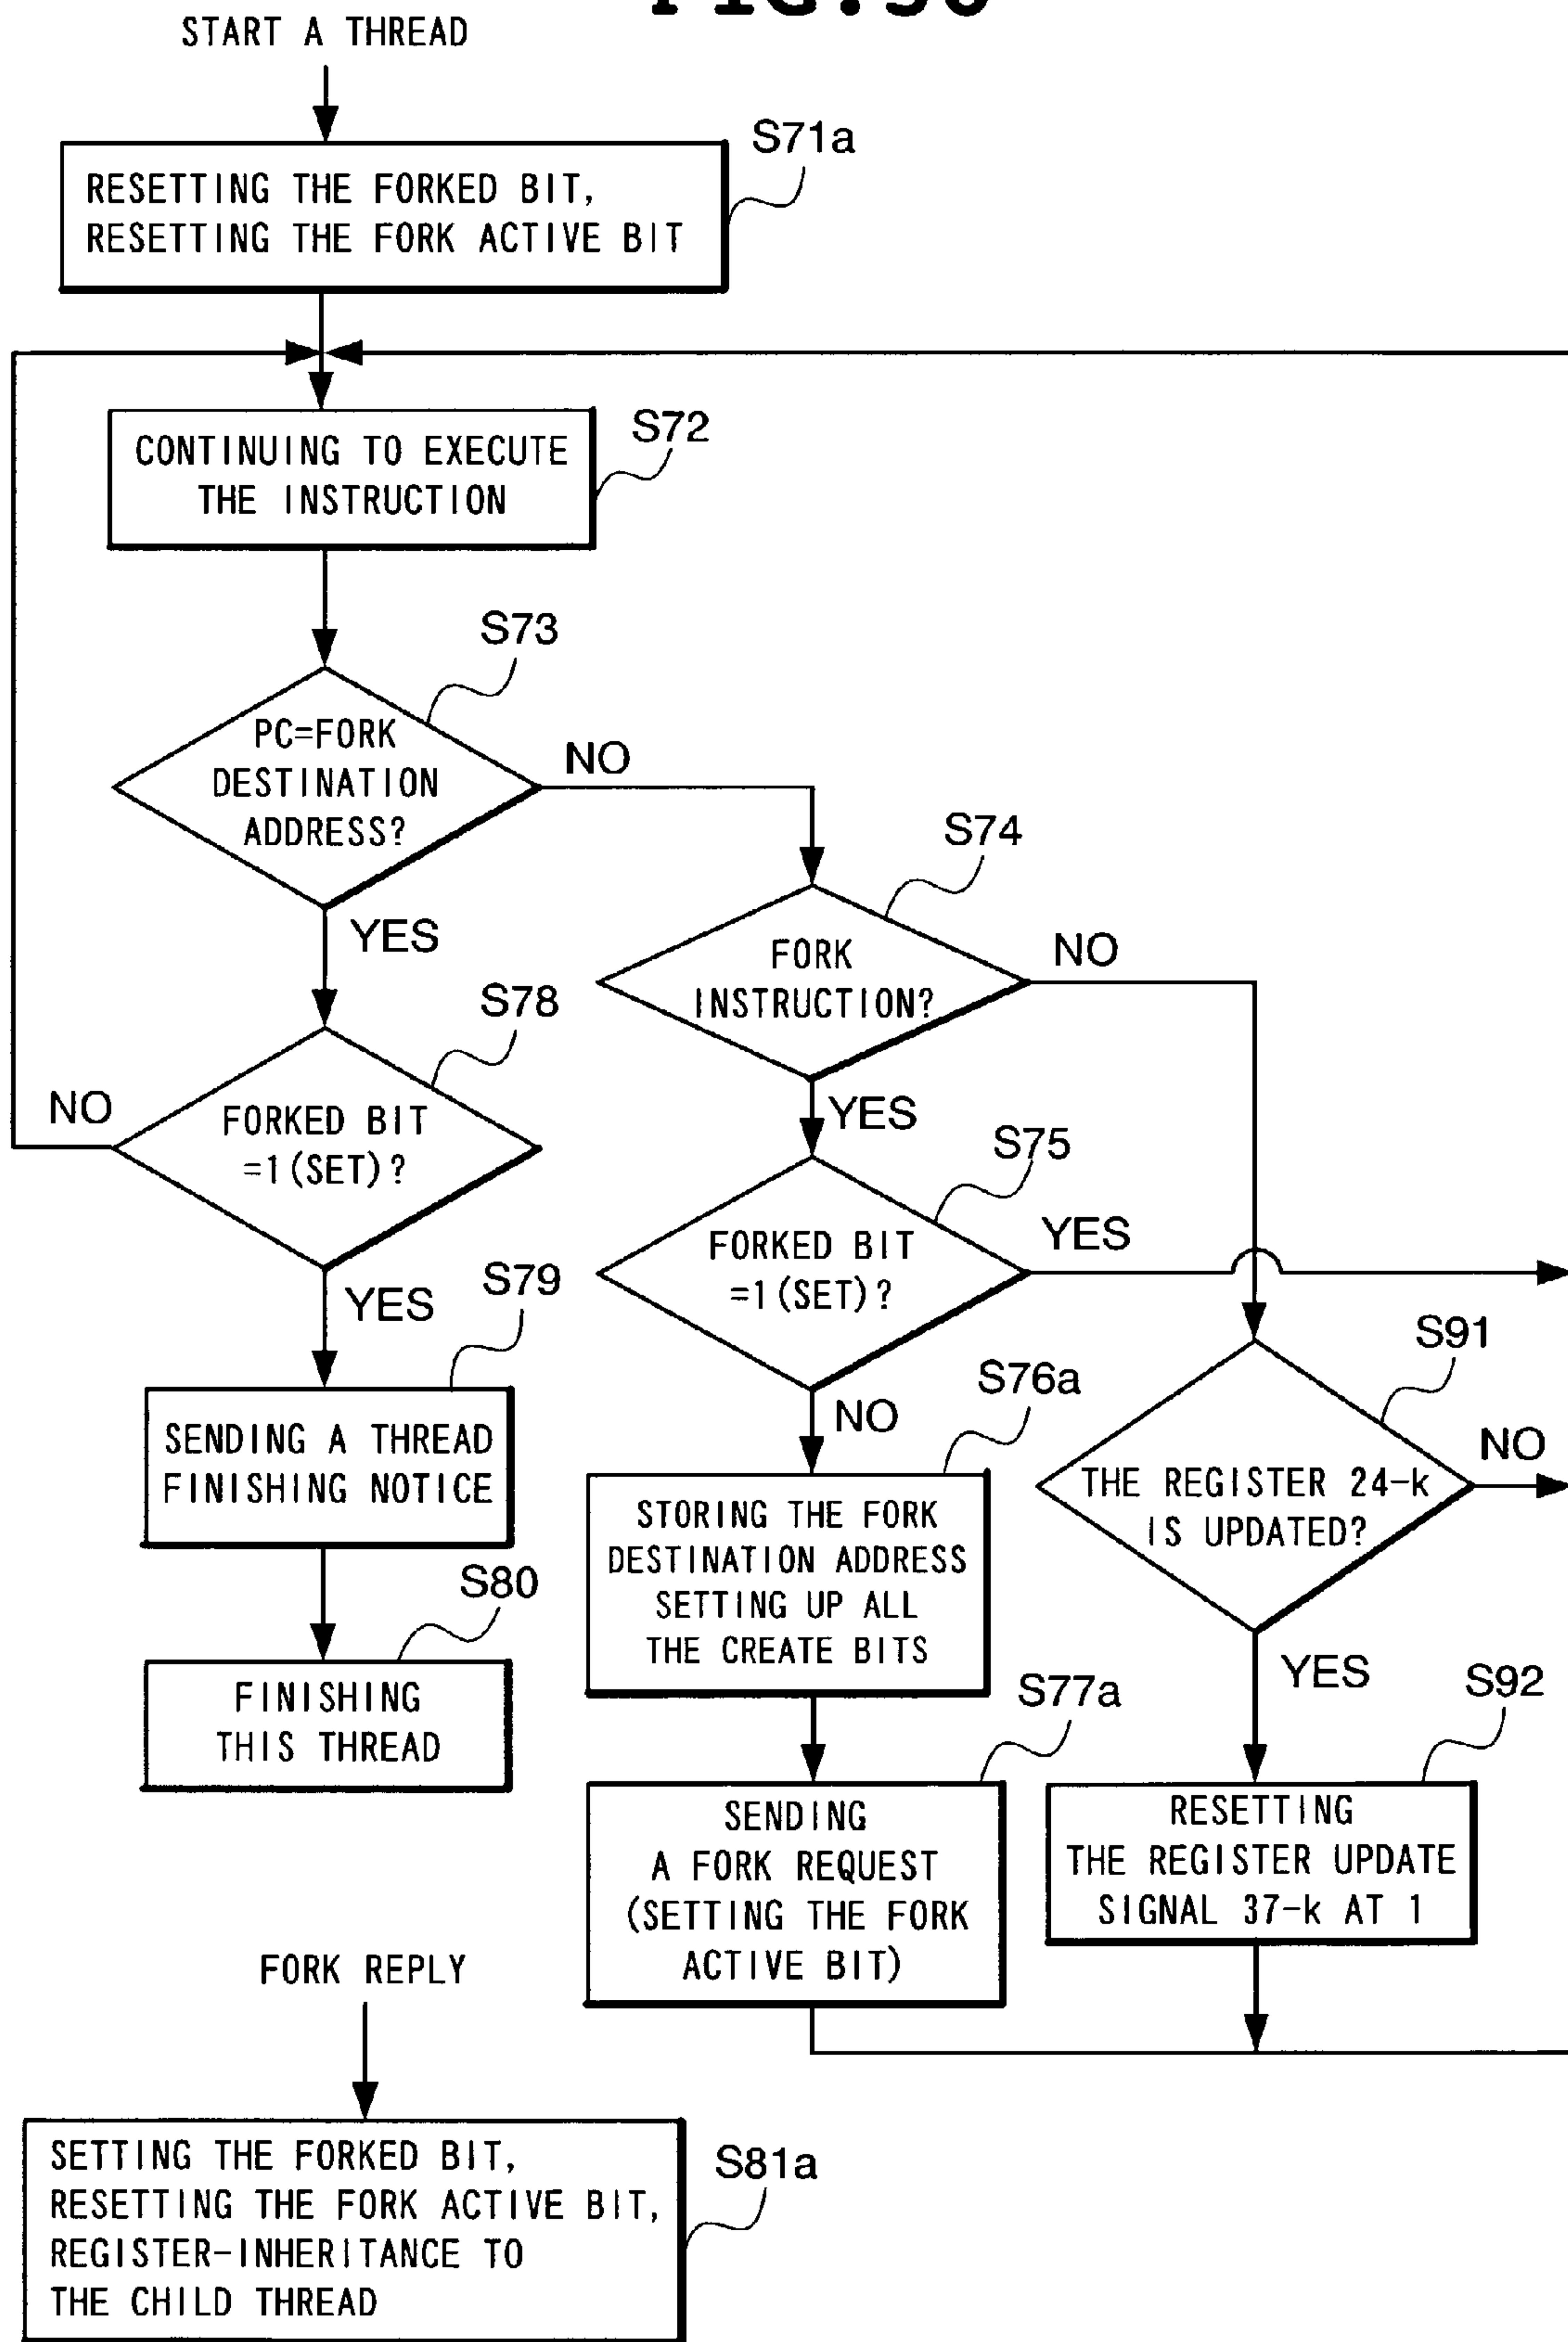 START A THREAD
S71a
RESETTING THE FORKED BIT,
RESETTING THE FORK ACTIVE BIT
S72
CONTINUING TO EXECUTE
THE INSTRUCTION
S73
PC=FORK
DESTINATION
ADDRESS?
NO
YES
S74
FORK
INSTRUCTION?
NO
YES
S78
FORKED BIT
=1(SET)?
NO
YES
S75
FORKED BIT
=1(SET)?
YES
NO
S79
SENDING A THREAD
FINISHING NOTICE
S76a
STORING THE FORK
DESTINATION ADDRESS
SETTING UP ALL
THE CREATE BITS
S91
THE REGISTER 24-k
IS UPDATED?
NO
YES
S80
FINISHING
THIS THREAD
S77a
SENDING
A FORK REQUEST
(SETTING THE FORK
ACTIVE BIT)
S92
RESETTING
THE REGISTER UPDATE
SIGNAL 37-k AT 1
FORK REPLY
S81a
SETTING THE FORKED BIT,
RESETTING THE FORK ACTIVE BIT,
REGISTER-INHERITANCE TO
THE CHILD THREAD